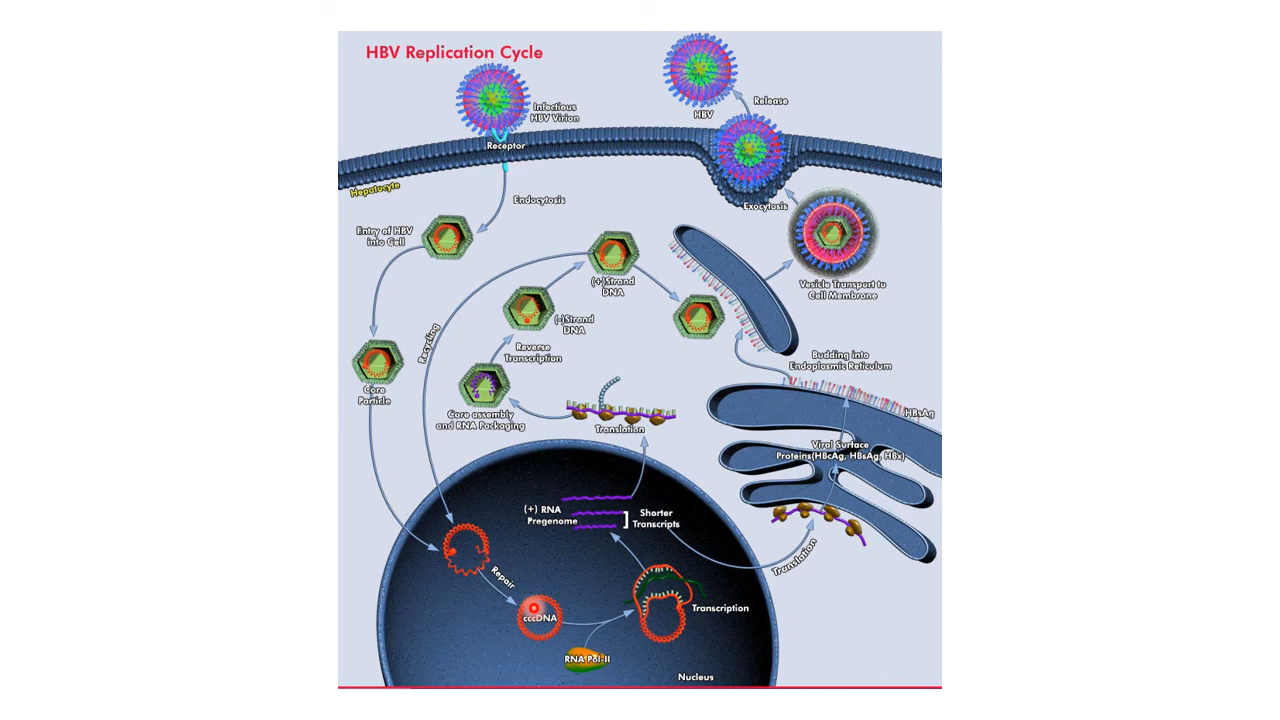 HBV Replication Cycle
Infectious
HBV Virion
Receptor
HBV
Release
Hepatocyte
Endocytosis
Exocytosis
Entry of HBV
into Cell
(+)Strand
DNA
Vesicle Transport to
Cell Membrane
(-)Strand
DNA
Recycling
Reverse
Transcription
Budding into
Endoplasmic Reticulum
Core
Particle
Core assembly
and RNA Packaging
Translation
HBsAg
Viral Surface
Proteins(HBcAg, HBsAg, HBx)
(+) RNA
Pregenome
Shorter
Transcripts
Translation
Repair
cccDNA
Transcription
RNA Pol-II
Nucleus